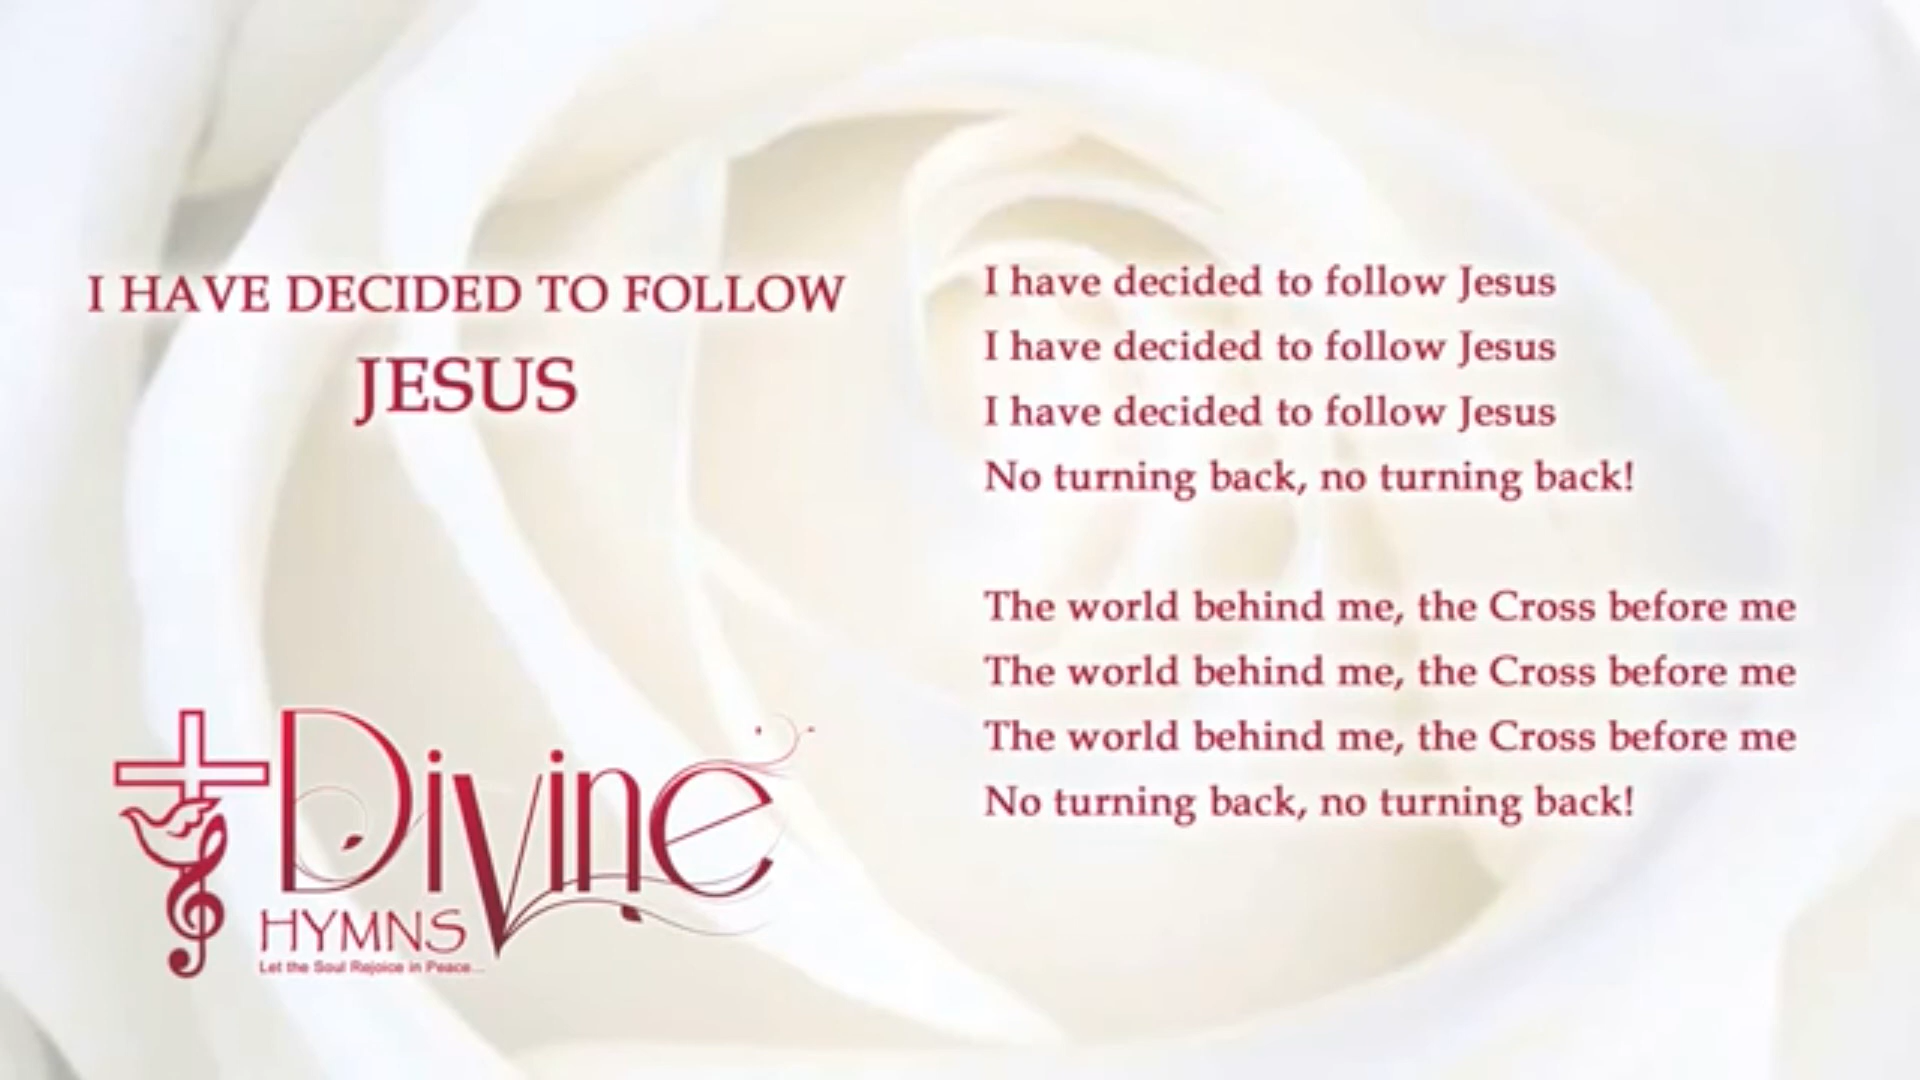 I HAVE DECIDED TO FOLLOW
JESUS
I have decided to follow Jesus
I have decided to follow Jesus
I have decided to follow Jesus
No turning back, no turning back!
The world behind me, the Cross before me
The world behind me, the Cross before me
The world behind me, the Cross before me
No turning back, no turning back!
Divine
HYMNS
Let the Soul Rejoice in Peace...